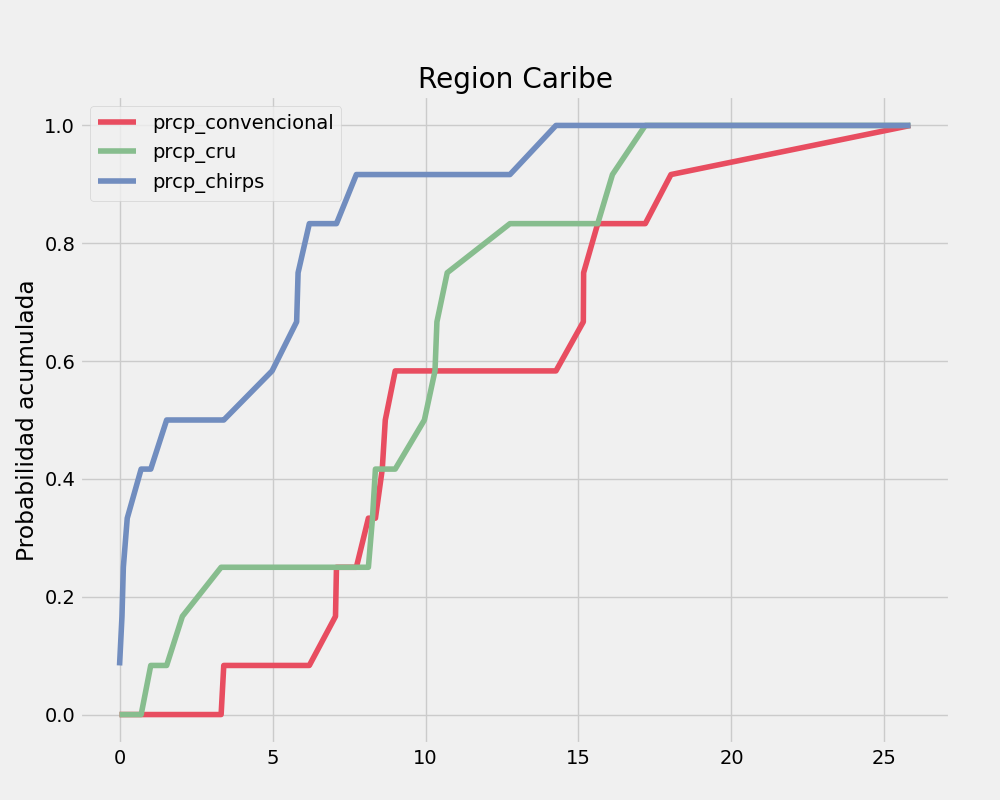 Region Caribe
prcp_convencional
prcp_cru
prcp_chirps
Probabilidad acumulada
1.0
0.8
0.6
0.4
0.2
0.0
0 5 10 15 20 25